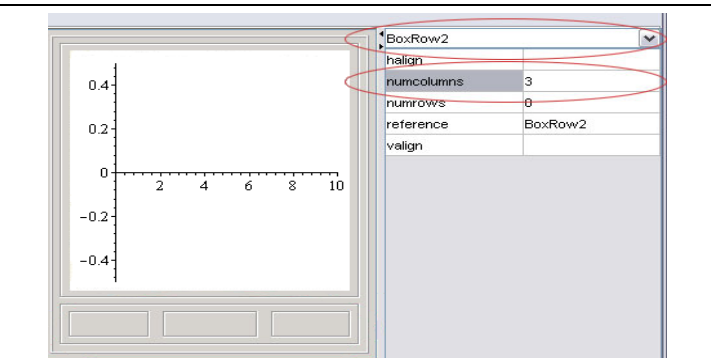 BoxRow2
halign
numcolumns 3
numrows 0
reference BoxRow2
valign
0.4
0.2
0
2 4 6 8 10
−0.2
−0.4